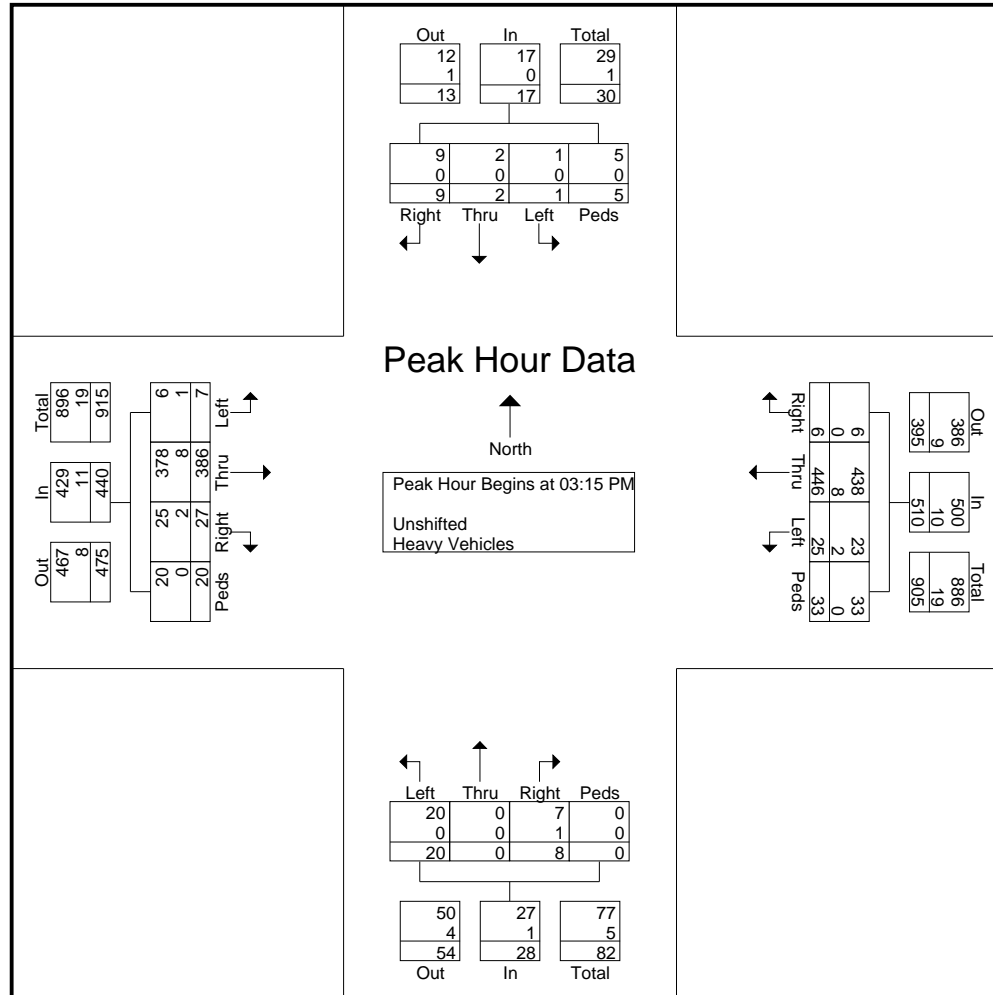 Out In Total
12 17 29
1 0 1
13 17 30
9 2 1 5
0 0 0 0
9 2 1 5
Right Thru Left Peds
Peak Hour Data
North
Peak Hour Begins at 03:15 PM
Unshifted
Heavy Vehicles
Total In Out
896 429 467
19 11 8
915 440 475
6 378 25 20
1 8 2 0
7 386 27 20
Left Thru Right Peds
Out In Total
386 500 886
9 10 19
395 510 905
6 438 23 33
0 8 2 0
6 446 25 33
Right Thru Left Peds
Left Thru Right Peds
20 0 7 0
0 0 1 0
20 0 8 0
50 27 77
4 1 5
54 28 82
Out In Total